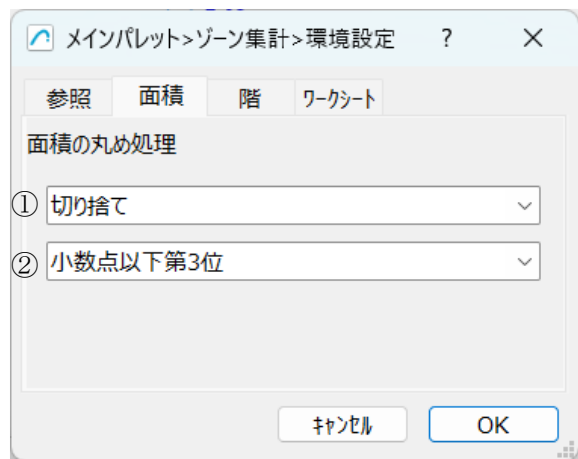 メインパレット>ゾーン集計>環境設定 ? ×
参照 面積 階 ﾜｰｸｼｰﾄ
面積の丸め処理
① 切り捨て
② 小数点以下第3位
ｷｬﾝｾﾙ OK